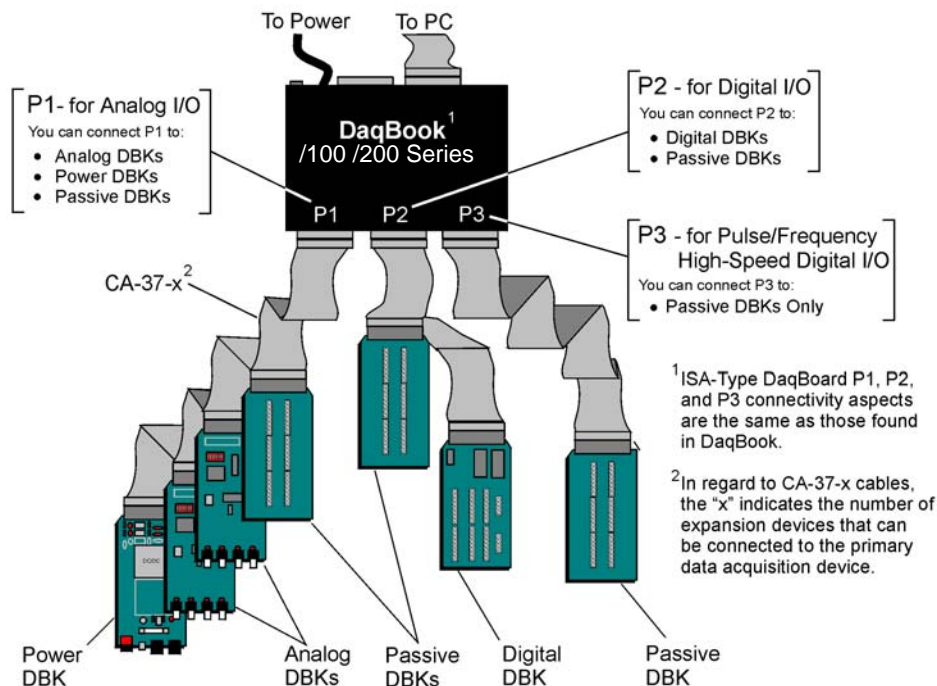 To Power
To PC
P1- for Analog I/O
You can connect P1 to:
• Analog DBKs
• Power DBKs
• Passive DBKs
DaqBook¹
/100 /200 Series
P1 P2 P3
P2 - for Digital I/O
You can connect P2 to:
• Digital DBKs
• Passive DBKs
P3 - for Pulse/Frequency
High-Speed Digital I/O
You can connect P3 to:
• Passive DBKs Only
CA-37-x²
¹ISA-Type DaqBoard P1, P2,
and P3 connectivity aspects
are the same as those found
in DaqBook.
²In regard to CA-37-x cables,
the “x” indicates the number of
expansion devices that can
be connected to the primary
data acquisition device.
DQDC
Power
DBK
Analog
DBKs
Passive
DBKs
Digital
DBK
Passive
DBK